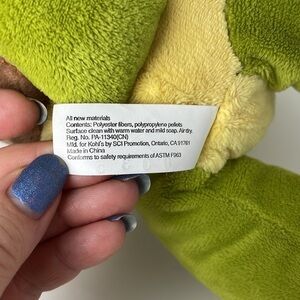 All new materials
Contents: Polyester fibers, polypropylene pellets
Surface clean with warm water and mild soap. Air dry.
Reg. No. PA-11340(CN)
Mfd. for Kohl's by SCI Promotion, Ontario, CA 91761
Made in China
Conforms to safety requirements of ASTM F963